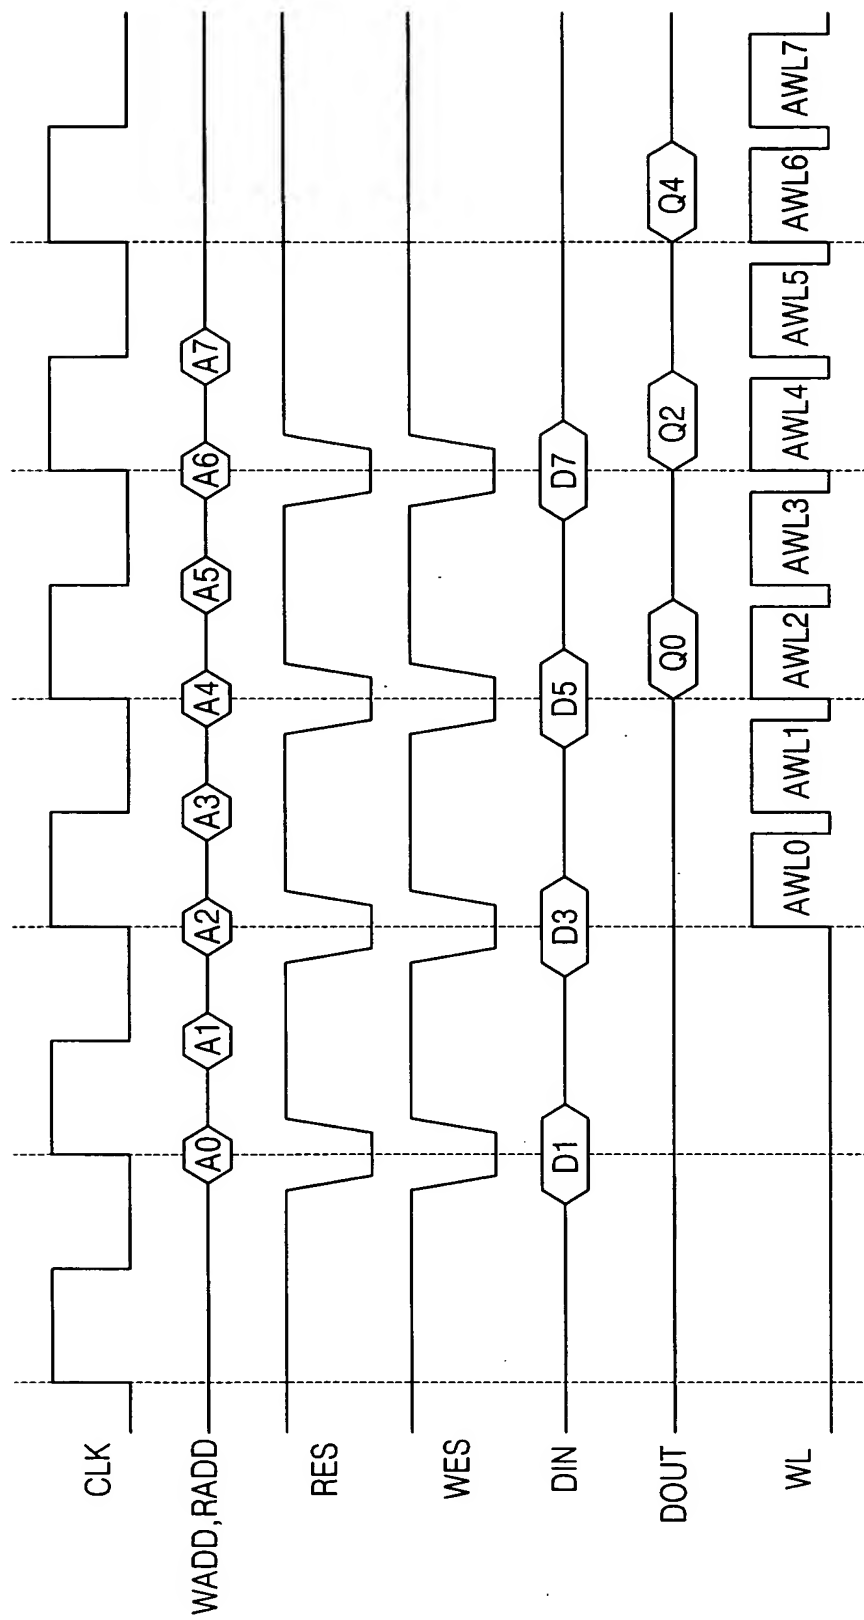 CLK
WADD,RADD A0 A1 A2 A3 A4 A5 A6 A7
RES
WES
DIN D1 D3 D5 D7
DOUT Q0 Q2 Q4
WL AWL0 AWL1 AWL2 AWL3 AWL4 AWL5 AWL6 AWL7